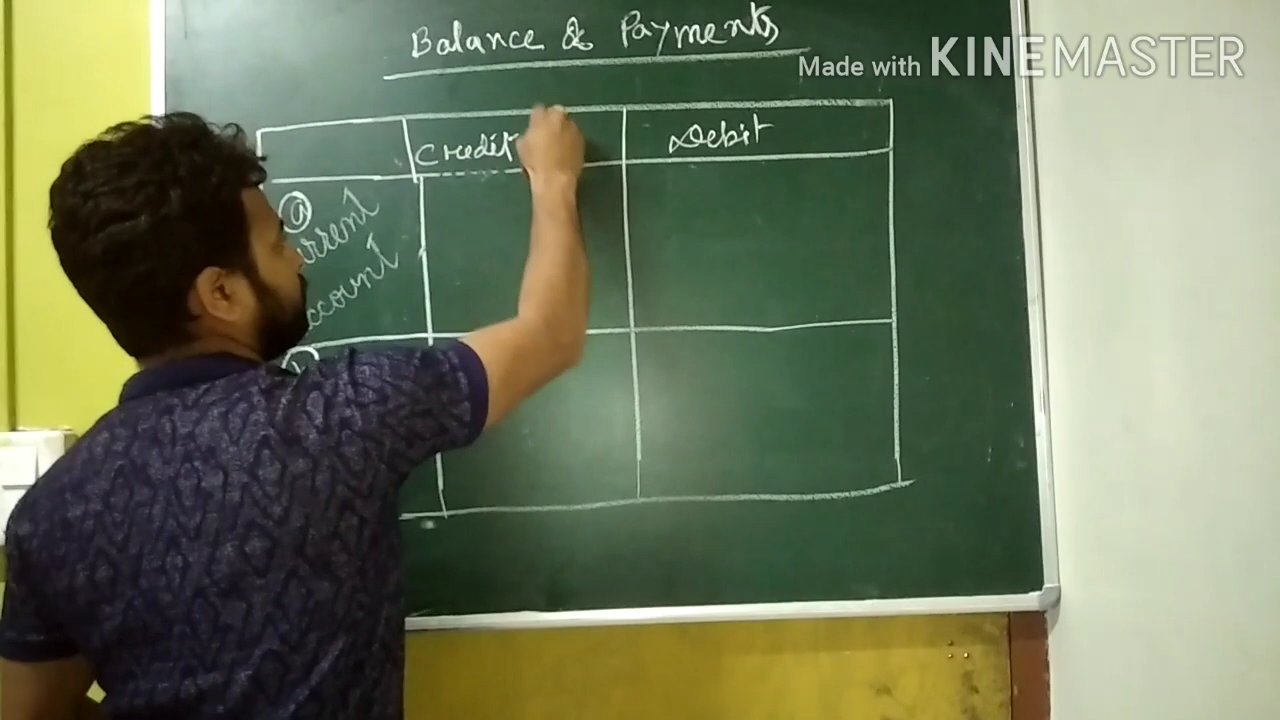 Balance & Payments
Made with KINEMASTER
Credit Debit
a
urrent
ccount